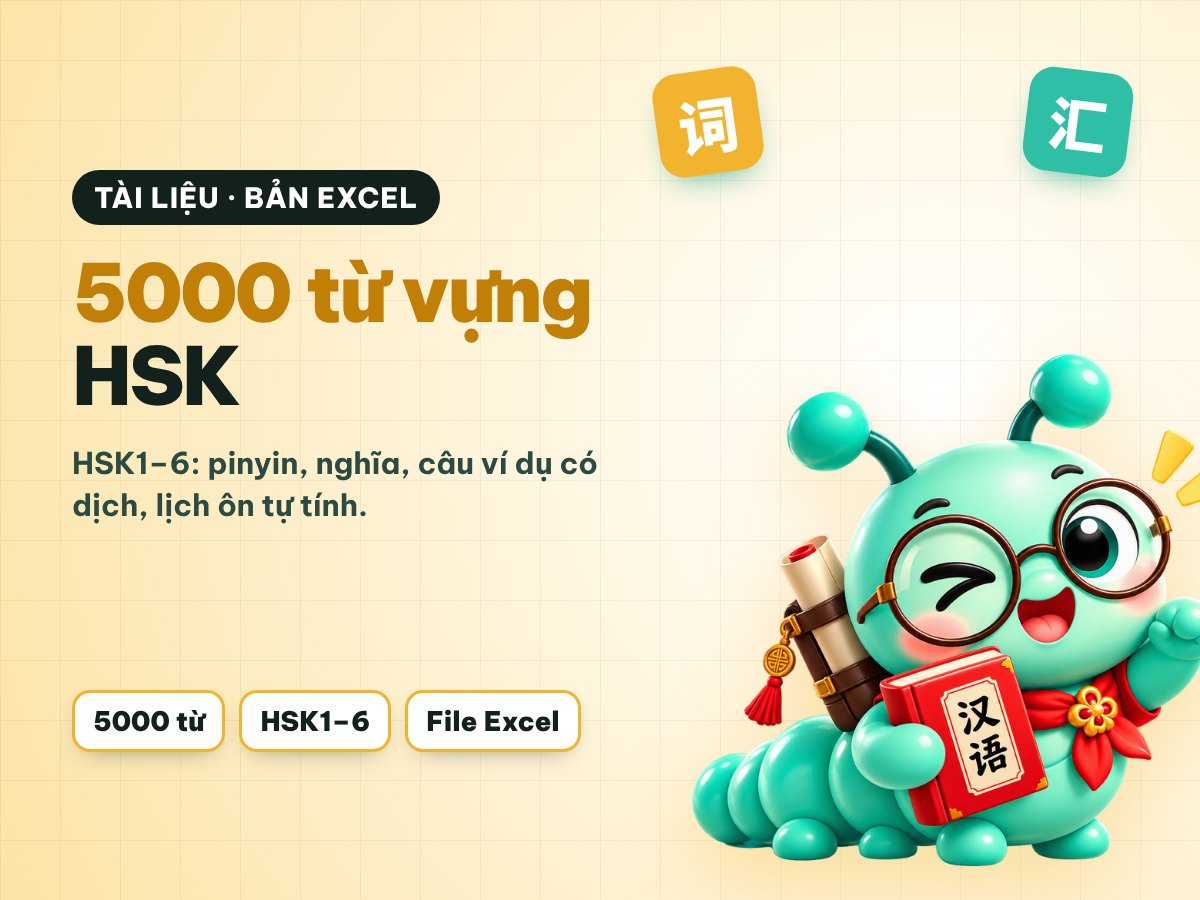 词
汇
TÀI LIỆU · BẢN EXCEL
5000 từ vựng
HSK
HSK1–6: pinyin, nghĩa, câu ví dụ có
dịch, lịch ôn tự tính.
5000 từ
HSK1–6
File Excel
汉
语